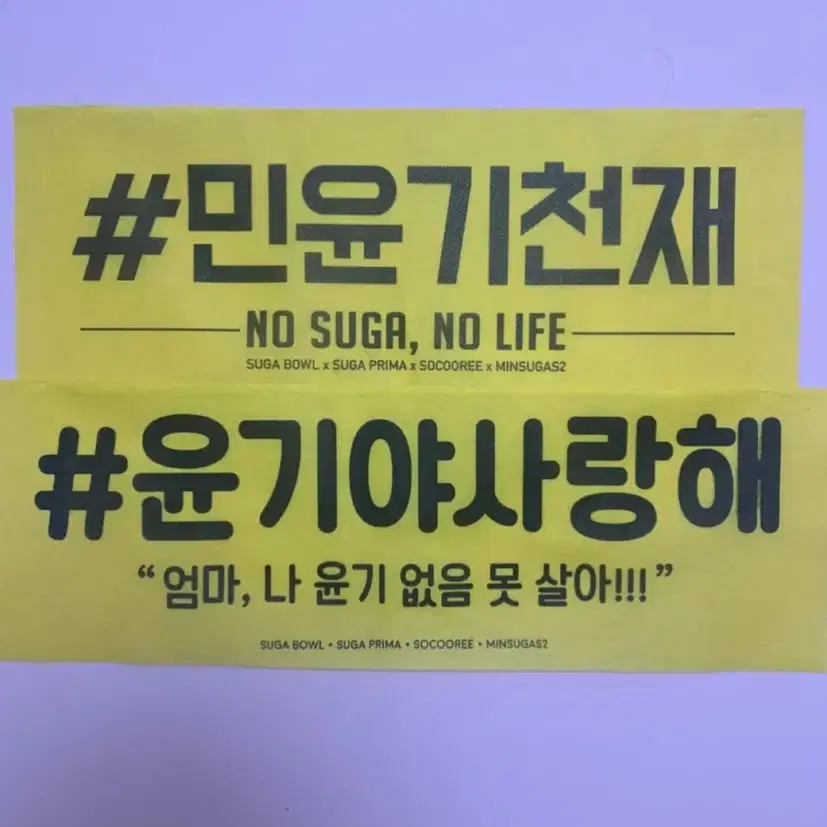 #민윤기천재
NO SUGA, NO LIFE
SUGA BOWL x SUGA PRIMA x SOCOOREE x MINSUGAS2
#윤기야사랑해
“엄마, 나 윤기 없음 못 살아!!!”
SUGA BOWL • SUGA PRIMA • SOCOOREE • MINSUGAS2